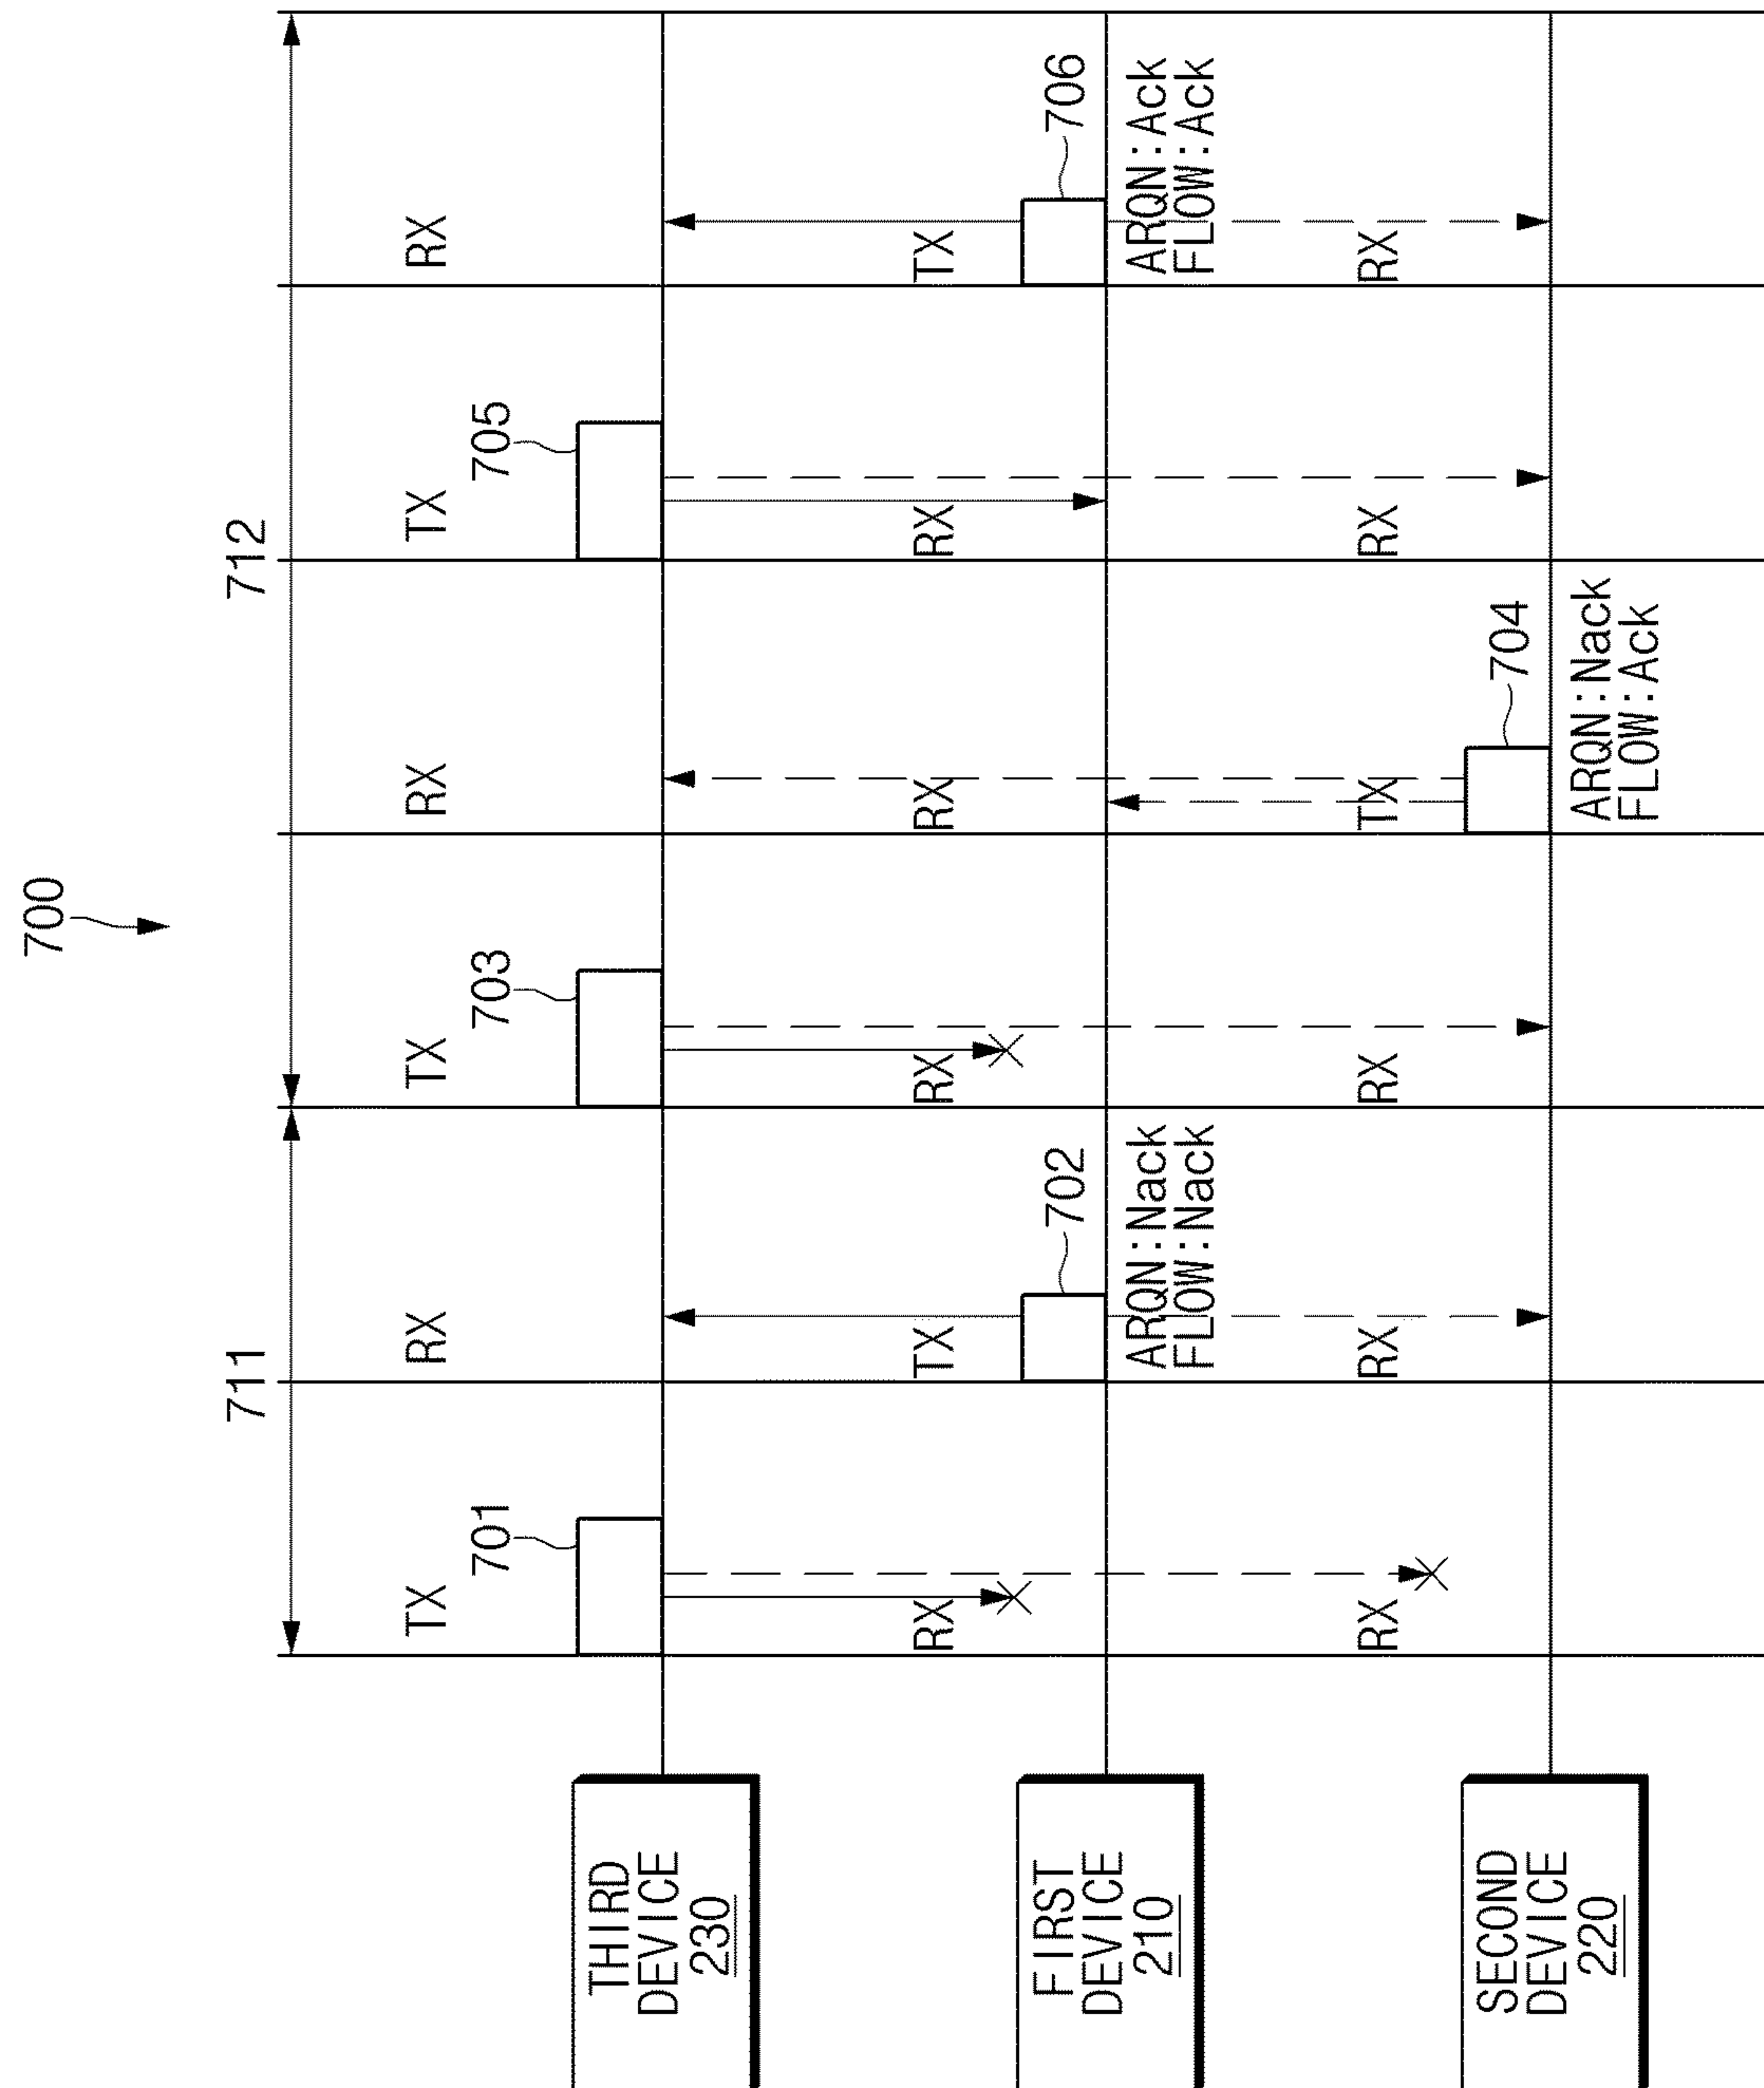 700
711
712
TX
RX
TX
RX
TX
RX
701
703
705
THIRD
DEVICE
230
RX
TX
RX
RX
RX
TX
702
706
FIRST
DEVICE
210
ARQN:Nack
FLOW:Nack
ARQN:Ack
FLOW:Ack
RX
RX
RX
TX
RX
RX
704
SECOND
DEVICE
220
ARQN:Nack
FLOW:Ack